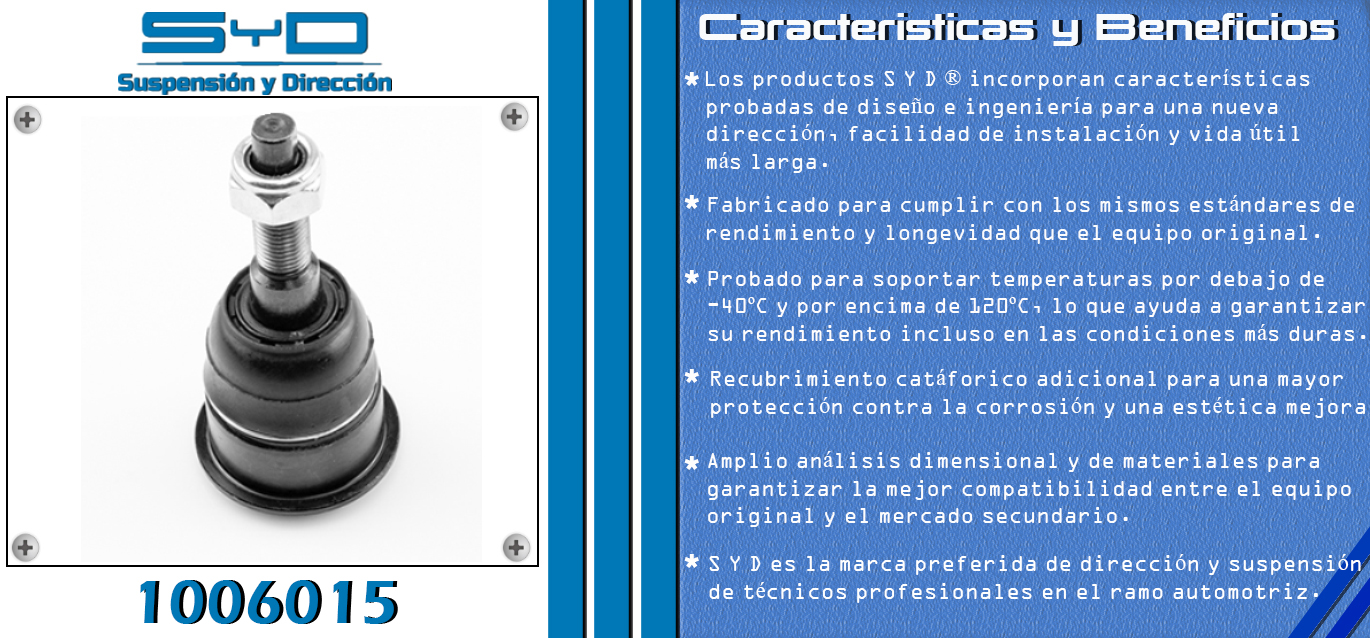 SYD
Suspensión y Dirección
1006015
Caracteristicas y Beneficios
* Los productos S Y D ® incorporan características
probadas de diseño e ingeniería para una nueva
dirección, facilidad de instalación y vida útil
más larga.
* Fabricado para cumplir con los mismos estándares de
rendimiento y longevidad que el equipo original.
* Probado para soportar temperaturas por debajo de
-40°C y por encima de 120°C, lo que ayuda a garantizar
su rendimiento incluso en las condiciones más duras.
* Recubrimiento catáforico adicional para una mayor
protección contra la corrosión y una estética mejora
* Amplio análisis dimensional y de materiales para
garantizar la mejor compatibilidad entre el equipo
original y el mercado secundario.
* S Y D es la marca preferida de dirección y suspensión
de técnicos profesionales en el ramo automotriz.